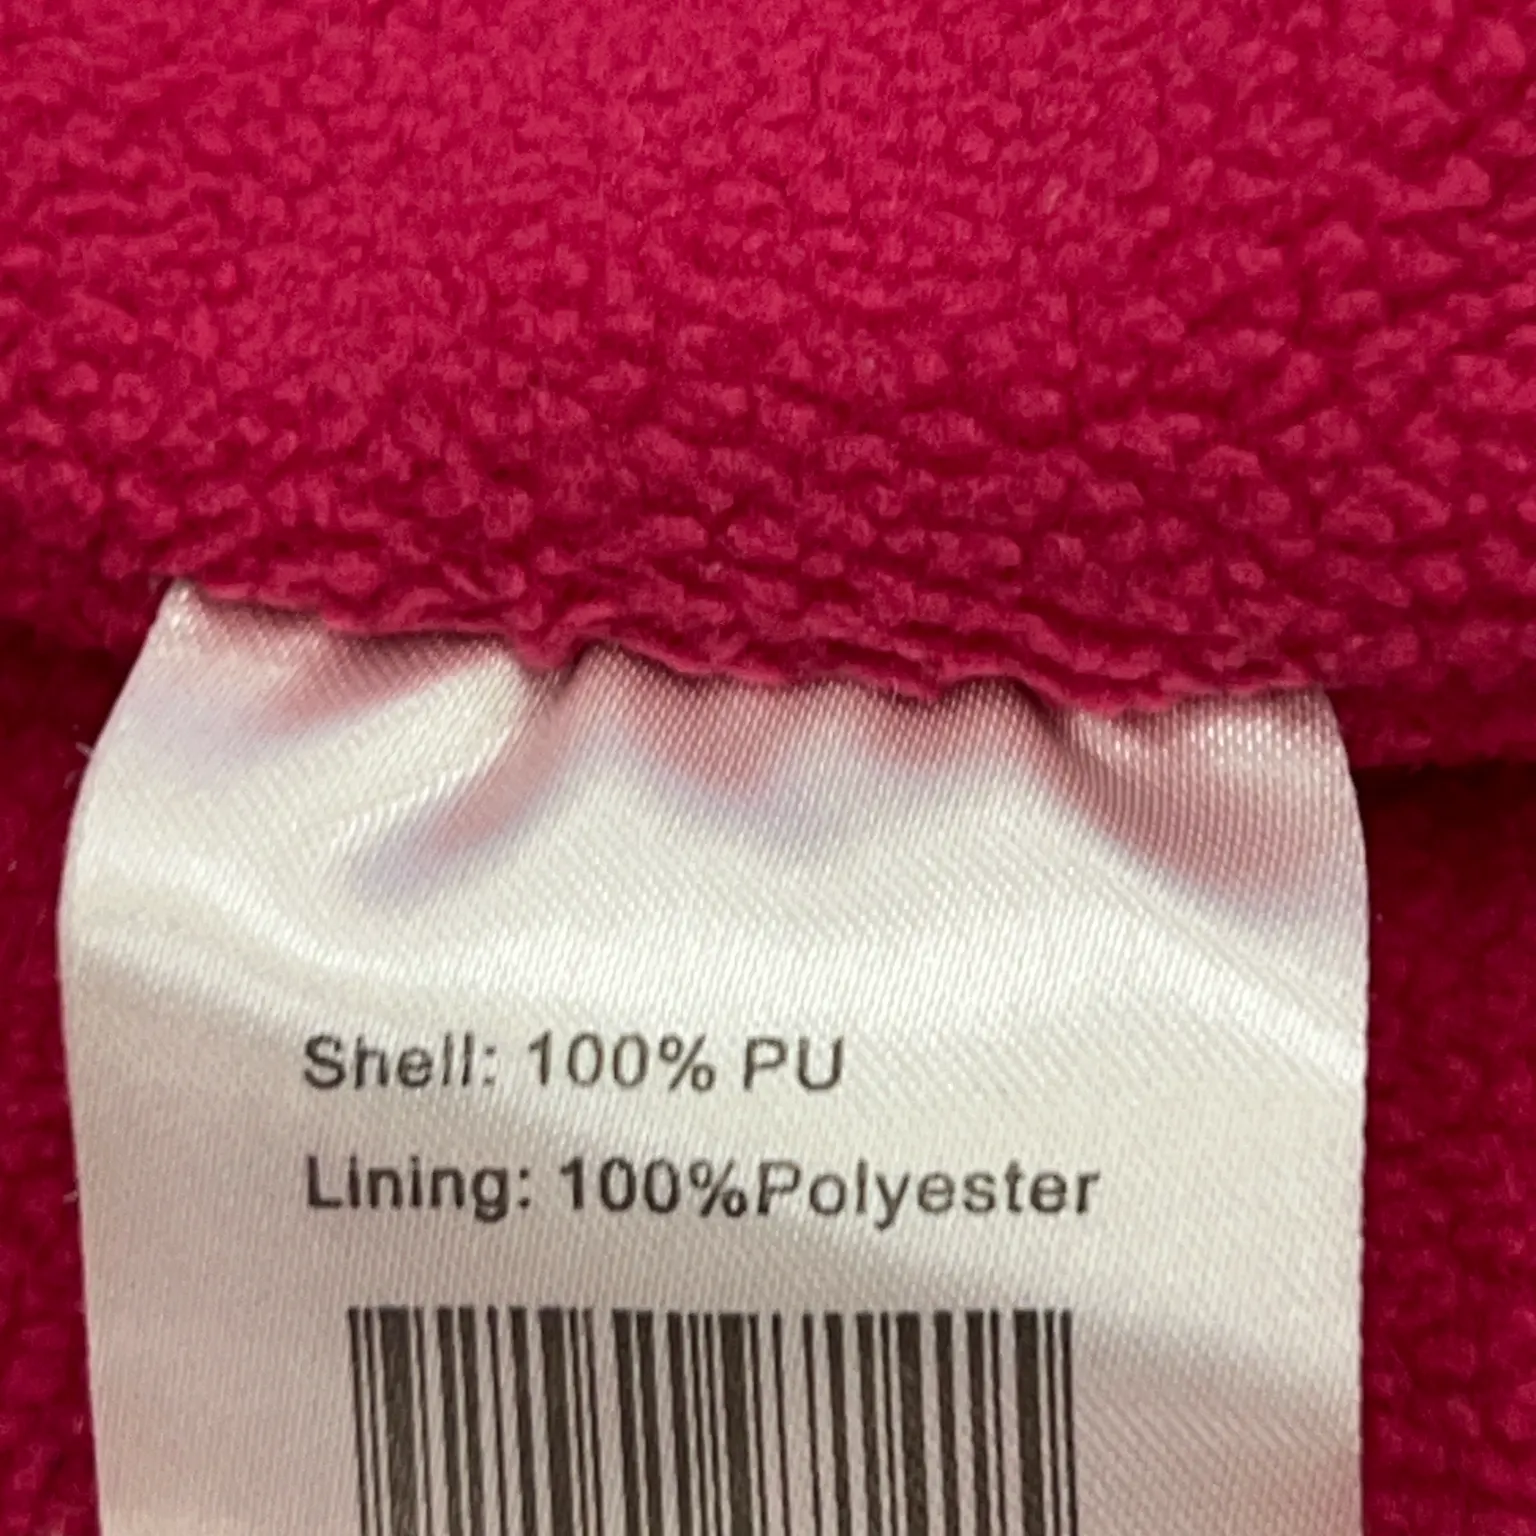 Shell: 100% PU
Lining: 100%Polyester